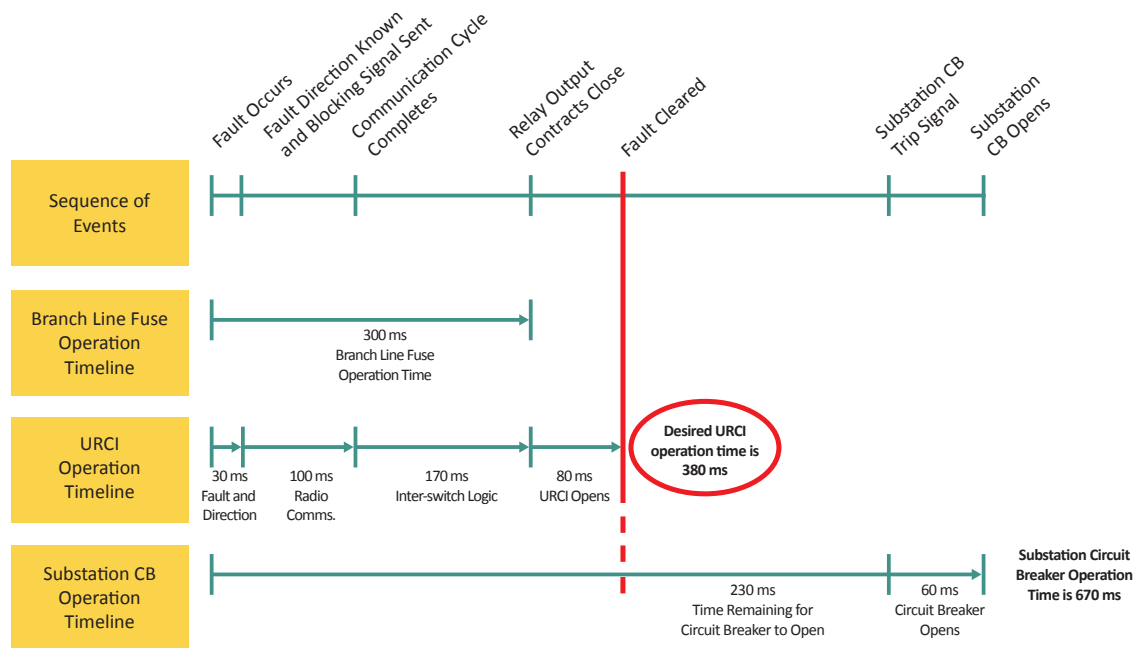 Fault Occurs
Fault Direction Known
and Blocking Signal Sent
Communication Cycle
Completes
Relay Output
Contracts Close
Fault Cleared
Substation CB
Trip Signal
Substation
CB Opens
Sequence of
Events
Branch Line Fuse
Operation
Timeline
300 ms
Branch Line Fuse
Operation Time
URCI
Operation
Timeline
30 ms
Fault and
Direction
100 ms
Radio
Comms.
170 ms
Inter-switch Logic
80 ms
URCI Opens
Desired URCI
operation time is
380 ms
Substation CB
Operation
Timeline
230 ms
Time Remaining for
Circuit Breaker to Open
60 ms
Circuit Breaker
Opens
Substation Circuit
Breaker Operation
Time is 670 ms